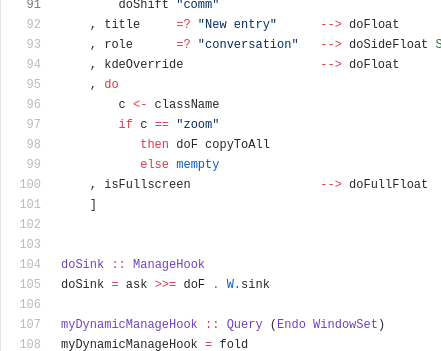 91 doShift "comm"
92 , title =? "New entry" --> doFloat
93 , role =? "conversation" --> doSideFloat S
94 , kdeOverride --> doFloat
95 , do
96 c <- className
97 if c == "zoom"
98 then doF copyToAll
99 else mempty
100 , isFullscreen --> doFullFloat
101 ]
102
103
104 doSink :: ManageHook
105 doSink = ask >>= doF . W.sink
106
107 myDynamicManageHook :: Query (Endo WindowSet)
108 myDynamicManageHook = fold